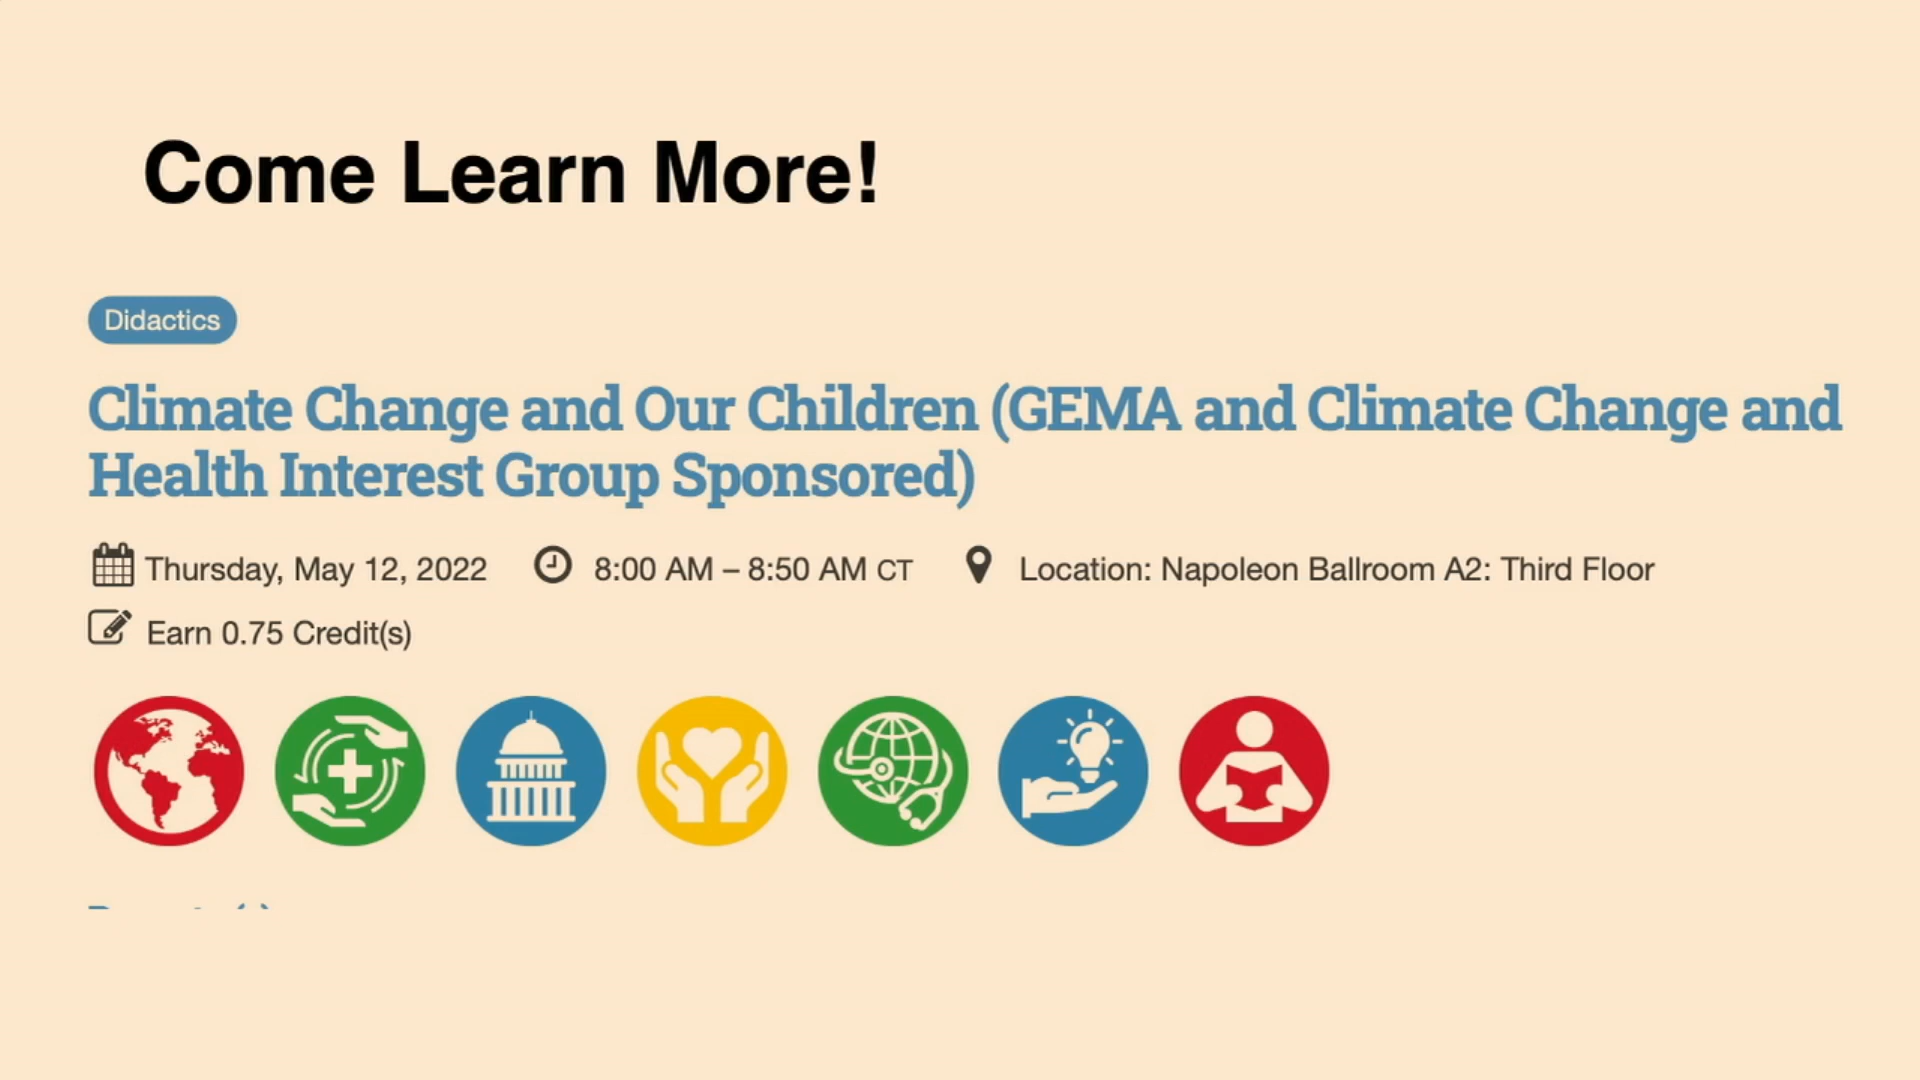 Come Learn More!
Didactics
Climate Change and Our Children (GEMA and Climate Change and
Health Interest Group Sponsored)
Thursday, May 12, 2022 8:00 AM – 8:50 AM CT Location: Napoleon Ballroom A2: Third Floor
Earn 0.75 Credit(s)